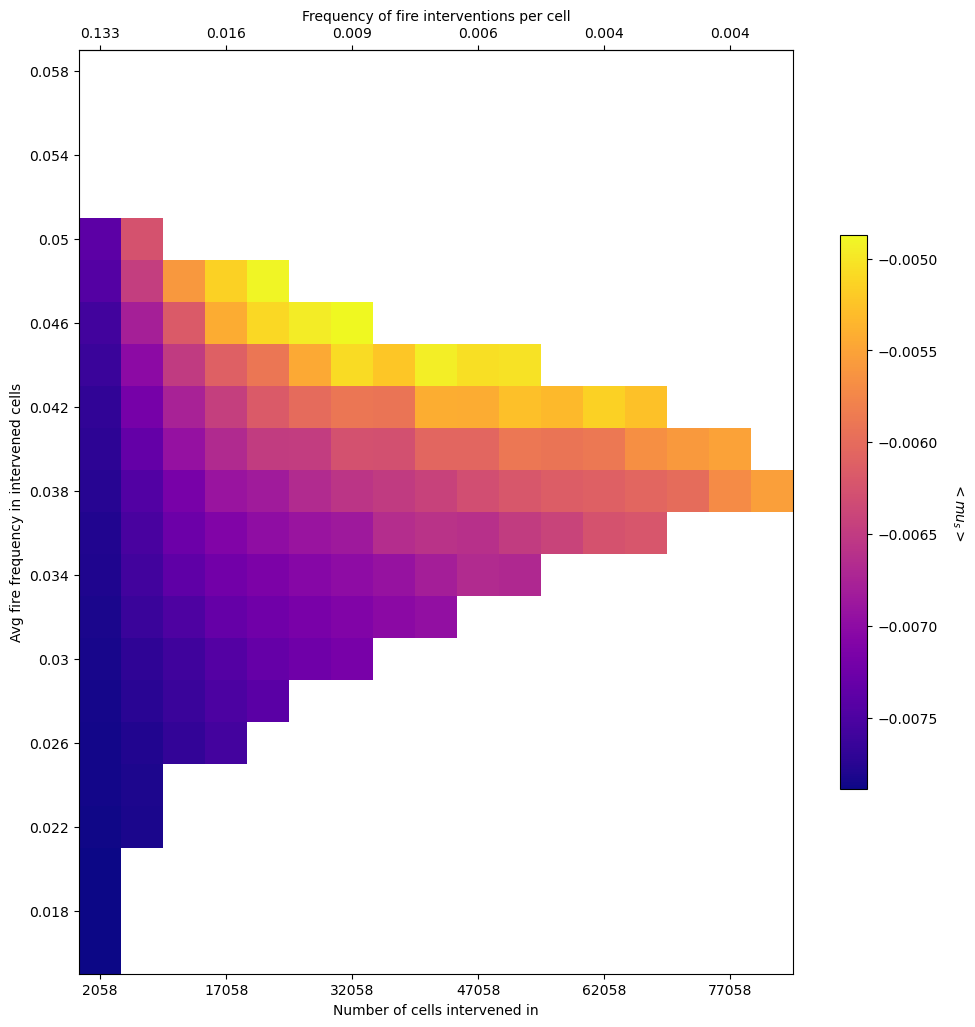 Frequency of fire interventions per cell
0.133 0.016 0.009 0.006 0.004 0.004
0.058
0.054
0.05
0.046
0.042
0.038
0.034
0.03
0.026
0.022
0.018
Avg fire frequency in intervened cells
2058 17058 32058 47058 62058 77058
Number of cells intervened in
−0.0050
−0.0055
−0.0060
−0.0065
−0.0070
−0.0075
< mu_s >